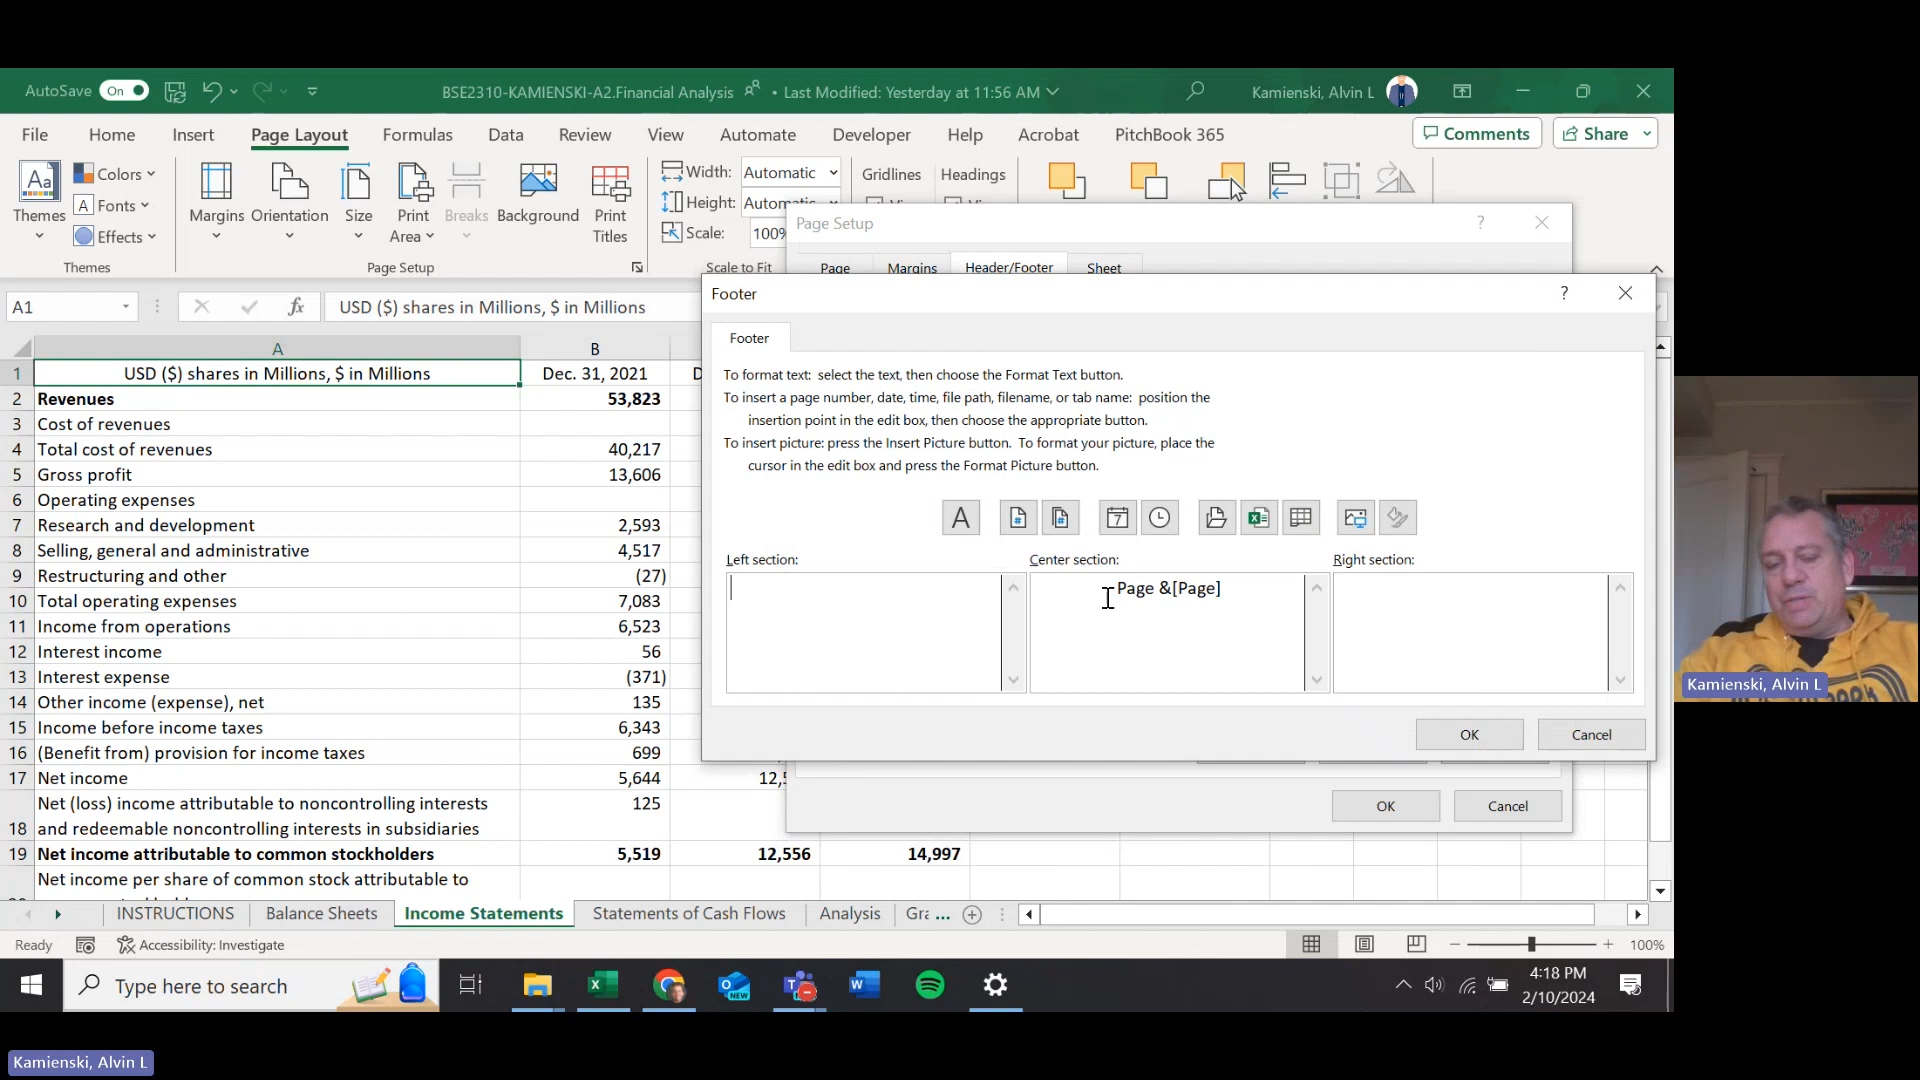 AutoSave On BSE2310-KAMIENSKI-A2.Financial Analysis • Last Modified: Yesterday at 11:56 AM Kamienski, Alvin L
File Home Insert Page Layout Formulas Data Review View Automate Developer Help Acrobat PitchBook 365 Comments Share
Themes
Colors
Fonts
Effects
Themes
Margins
Orientation
Size
Print
Area
Breaks
Background
Print
Titles
Page Setup
Width: Automatic
Height: Automatic
Scale: 100%
Scale to Fit
Gridlines
Headings
Page Setup ?
Page Margins Header/Footer Sheet
A1 fx USD ($) shares in Millions, $ in Millions
A B
1 USD ($) shares in Millions, $ in Millions Dec. 31, 2021 D
2 Revenues 53,823
3 Cost of revenues
4 Total cost of revenues 40,217
5 Gross profit 13,606
6 Operating expenses
7 Research and development 2,593
8 Selling, general and administrative 4,517
9 Restructuring and other (27)
10 Total operating expenses 7,083
11 Income from operations 6,523
12 Interest income 56
13 Interest expense (371)
14 Other income (expense), net 135
15 Income before income taxes 6,343
16 (Benefit from) provision for income taxes 699
17 Net income 5,644 12,5
Net (loss) income attributable to noncontrolling interests 125
18 and redeemable noncontrolling interests in subsidiaries
19 Net income attributable to common stockholders 5,519 12,556 14,997
Net income per share of common stock attributable to
Footer ?
Footer
To format text: select the text, then choose the Format Text button.
To insert a page number, date, time, file path, filename, or tab name: position the
insertion point in the edit box, then choose the appropriate button.
To insert picture: press the Insert Picture button. To format your picture, place the
cursor in the edit box and press the Format Picture button.
A # # 7
Left section: Center section: Right section:
Page &[Page]
OK Cancel
OK Cancel
INSTRUCTIONS Balance Sheets Income Statements Statements of Cash Flows Analysis Gra ...
Ready Accessibility: Investigate 100%
Type here to search
NEW
4:18 PM
2/10/2024
Kamienski, Alvin L
Kamienski, Alvin L